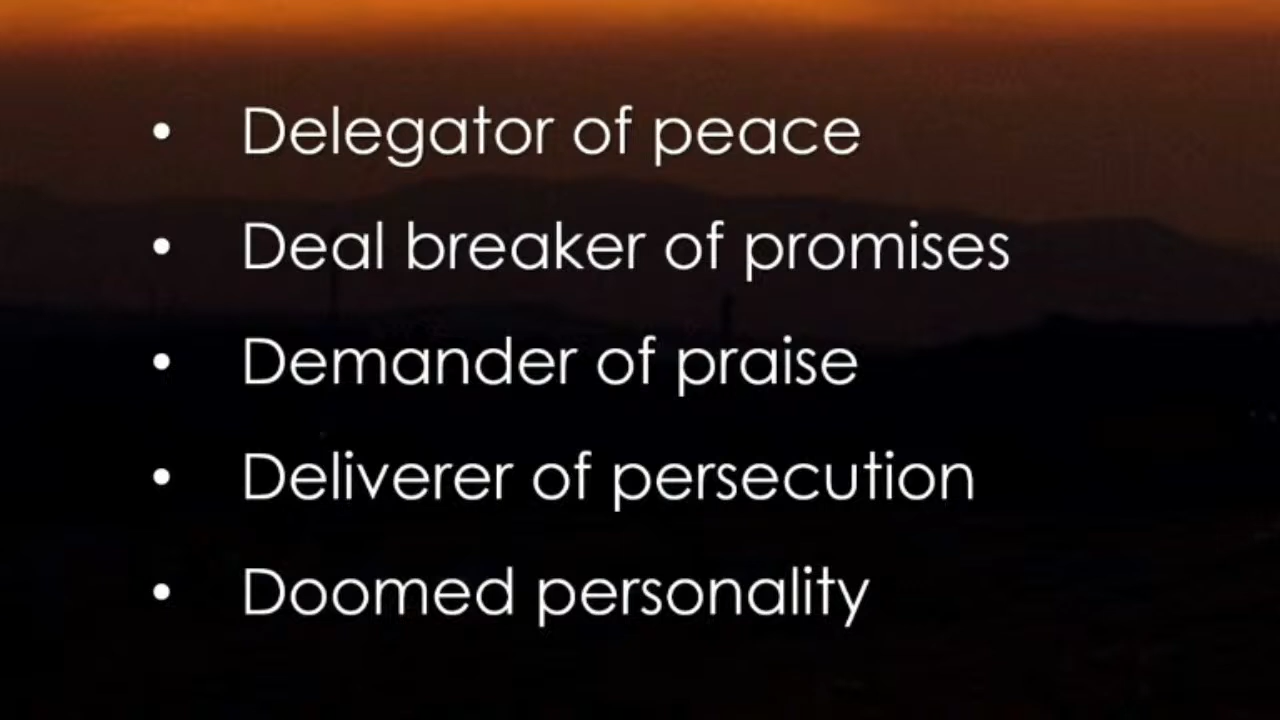 • Delegator of peace
• Deal breaker of promises
• Demander of praise
• Deliverer of persecution
• Doomed personality